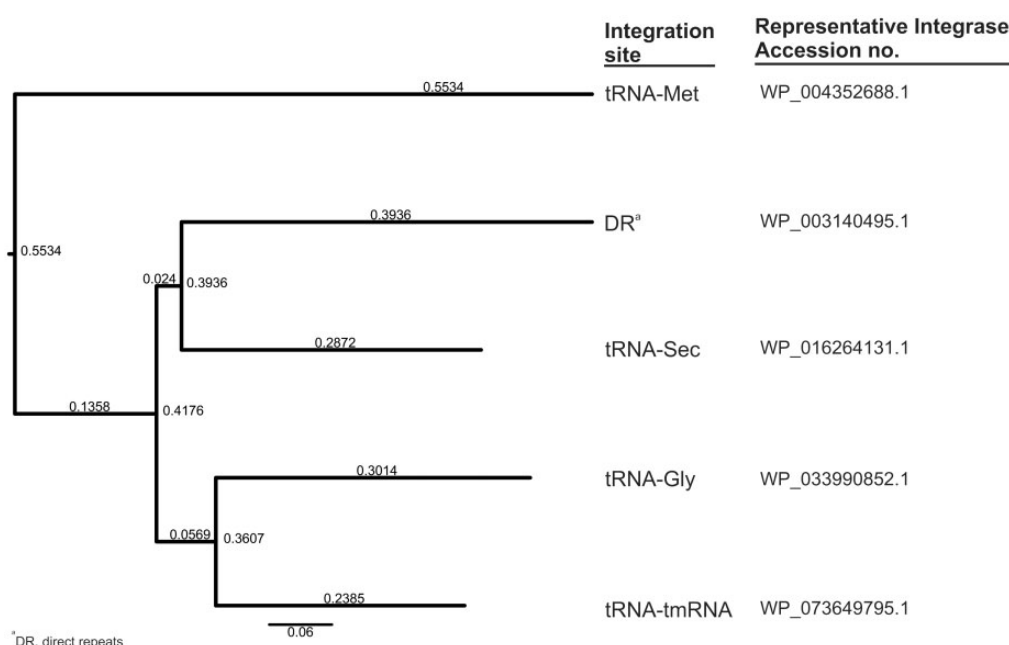 Integration site
Representative Integrase Accession no.
0.5534
tRNA-Met
WP_004352688.1
0.3936
DRª
WP_003140495.1
0.5534
0.024
0.3936
0.2872
tRNA-Sec
WP_016264131.1
0.1358
0.4176
0.3014
tRNA-Gly
WP_033990852.1
0.0569
0.3607
0.2385
tRNA-tmRNA
WP_073649795.1
0.06
ªDR, direct repeats